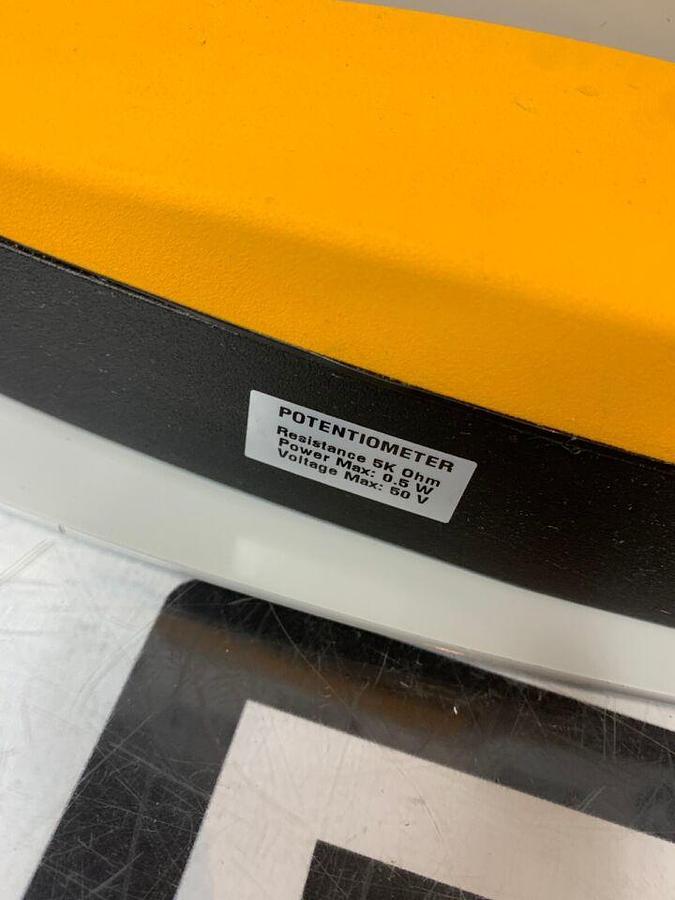 POTENTIOMETER
Resistance 5K Ohm
Power Max: 0.5 W
Voltage Max: 50 V